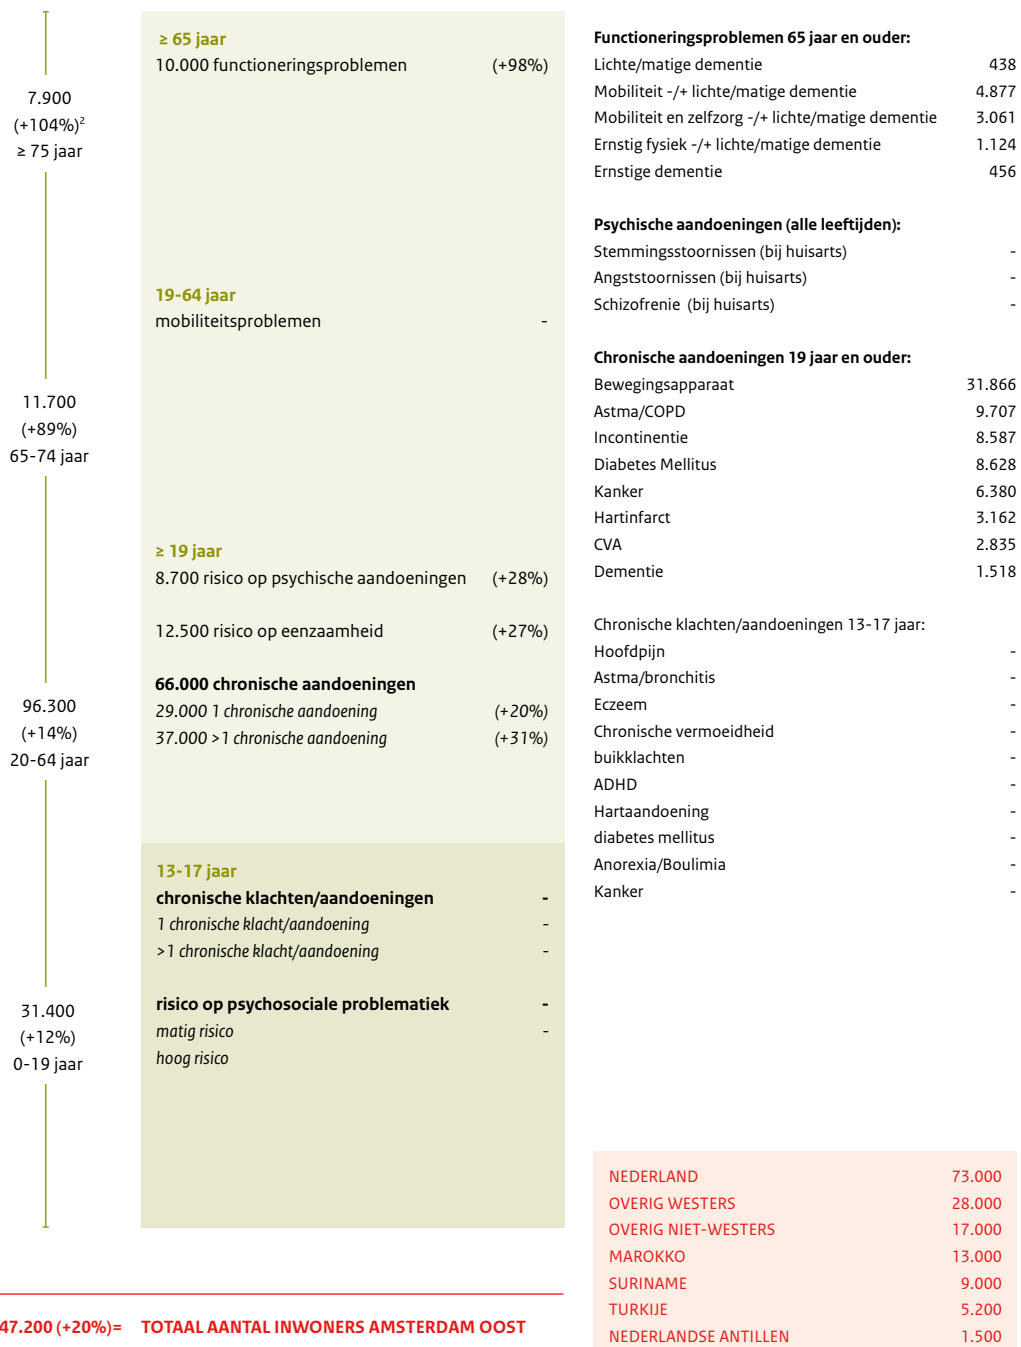 7.900
(+104%)²
≥ 75 jaar
11.700
(+89%)
65-74 jaar
96.300
(+14%)
20-64 jaar
31.400
(+12%)
0-19 jaar
≥ 65 jaar
10.000 functioneringsproblemen (+98%)
19-64 jaar
mobiliteitsproblemen -
≥ 19 jaar
8.700 risico op psychische aandoeningen (+28%)
12.500 risico op eenzaamheid (+27%)
66.000 chronische aandoeningen
29.000 1 chronische aandoening (+20%)
37.000 >1 chronische aandoening (+31%)
13-17 jaar
chronische klachten/aandoeningen -
1 chronische klacht/aandoening -
>1 chronische klacht/aandoening -
risico op psychosociale problematiek -
matig risico -
hoog risico
47.200 (+20%)= TOTAAL AANTAL INWONERS AMSTERDAM OOST
Functioneringsproblemen 65 jaar en ouder:
Lichte/matige dementie 438
Mobiliteit -/+ lichte/matige dementie 4.877
Mobiliteit en zelfzorg -/+ lichte/matige dementie 3.061
Ernstig fysiek -/+ lichte/matige dementie 1.124
Ernstige dementie 456
Psychische aandoeningen (alle leeftijden):
Stemmingsstoornissen (bij huisarts) -
Angststoornissen (bij huisarts) -
Schizofrenie (bij huisarts) -
Chronische aandoeningen 19 jaar en ouder:
Bewegingsapparaat 31.866
Astma/COPD 9.707
Incontinentie 8.587
Diabetes Mellitus 8.628
Kanker 6.380
Hartinfarct 3.162
CVA 2.835
Dementie 1.518
Chronische klachten/aandoeningen 13-17 jaar:
Hoofdpijn -
Astma/bronchitis -
Eczeem -
Chronische vermoeidheid -
buikklachten -
ADHD -
Hartaandoening -
diabetes mellitus -
Anorexia/Boulimia -
Kanker -
NEDERLAND 73.000
OVERIG WESTERS 28.000
OVERIG NIET-WESTERS 17.000
MAROKKO 13.000
SURINAME 9.000
TURKIJE 5.200
NEDERLANDSE ANTILLEN 1.500